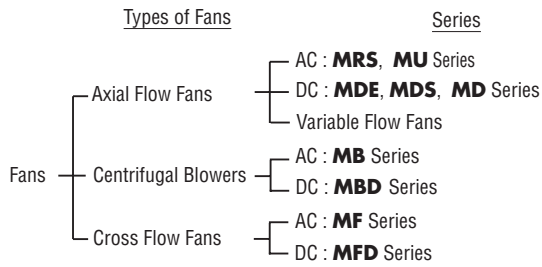 Types of Fans
Series
AC : MRS, MU Series
Axial Flow Fans
DC : MDE, MDS, MD Series
Variable Flow Fans
AC : MB Series
Fans
Centrifugal Blowers
DC : MBD Series
AC : MF Series
Cross Flow Fans
DC : MFD Series